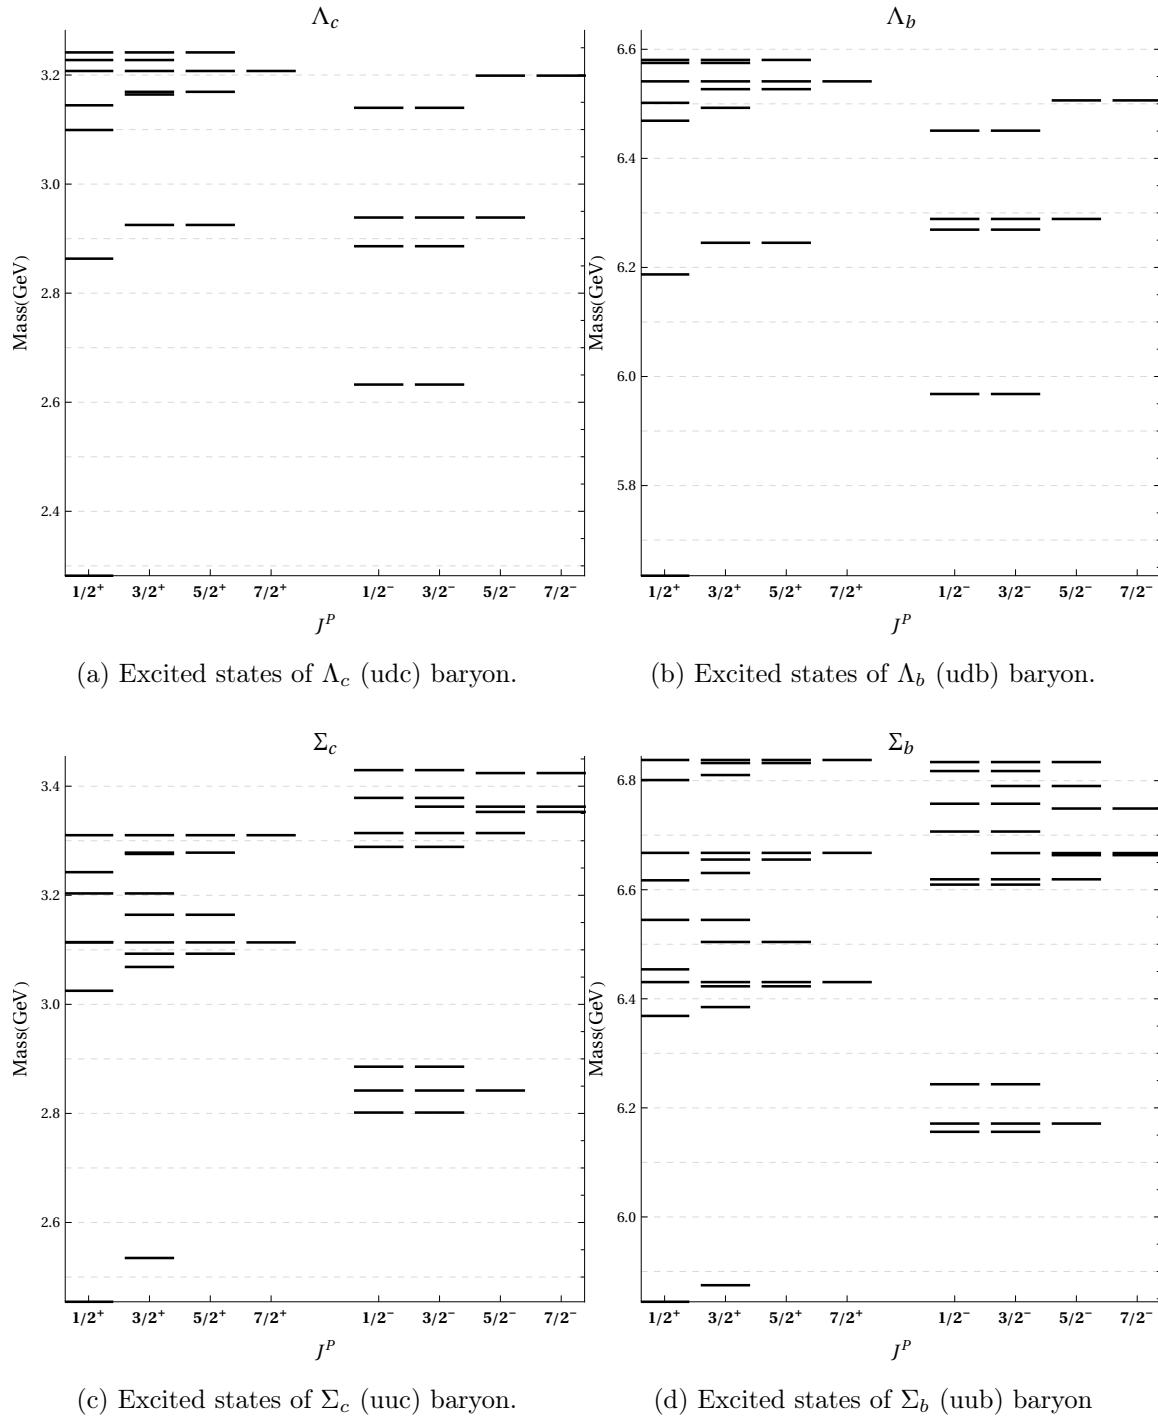 Λc
Mass(GeV)
3.2
3.0
2.8
2.6
2.4
1/2⁺ 3/2⁺ 5/2⁺ 7/2⁺ 1/2⁻ 3/2⁻ 5/2⁻ 7/2⁻
J^P
(a) Excited states of Λc (udc) baryon.
Λb
Mass(GeV)
6.6
6.4
6.2
6.0
5.8
1/2⁺ 3/2⁺ 5/2⁺ 7/2⁺ 1/2⁻ 3/2⁻ 5/2⁻ 7/2⁻
J^P
(b) Excited states of Λb (udb) baryon.
Σc
Mass(GeV)
3.4
3.2
3.0
2.8
2.6
1/2⁺ 3/2⁺ 5/2⁺ 7/2⁺ 1/2⁻ 3/2⁻ 5/2⁻ 7/2⁻
J^P
(c) Excited states of Σc (uuc) baryon.
Σb
Mass(GeV)
6.8
6.6
6.4
6.2
6.0
1/2⁺ 3/2⁺ 5/2⁺ 7/2⁺ 1/2⁻ 3/2⁻ 5/2⁻ 7/2⁻
J^P
(d) Excited states of Σb (uub) baryon